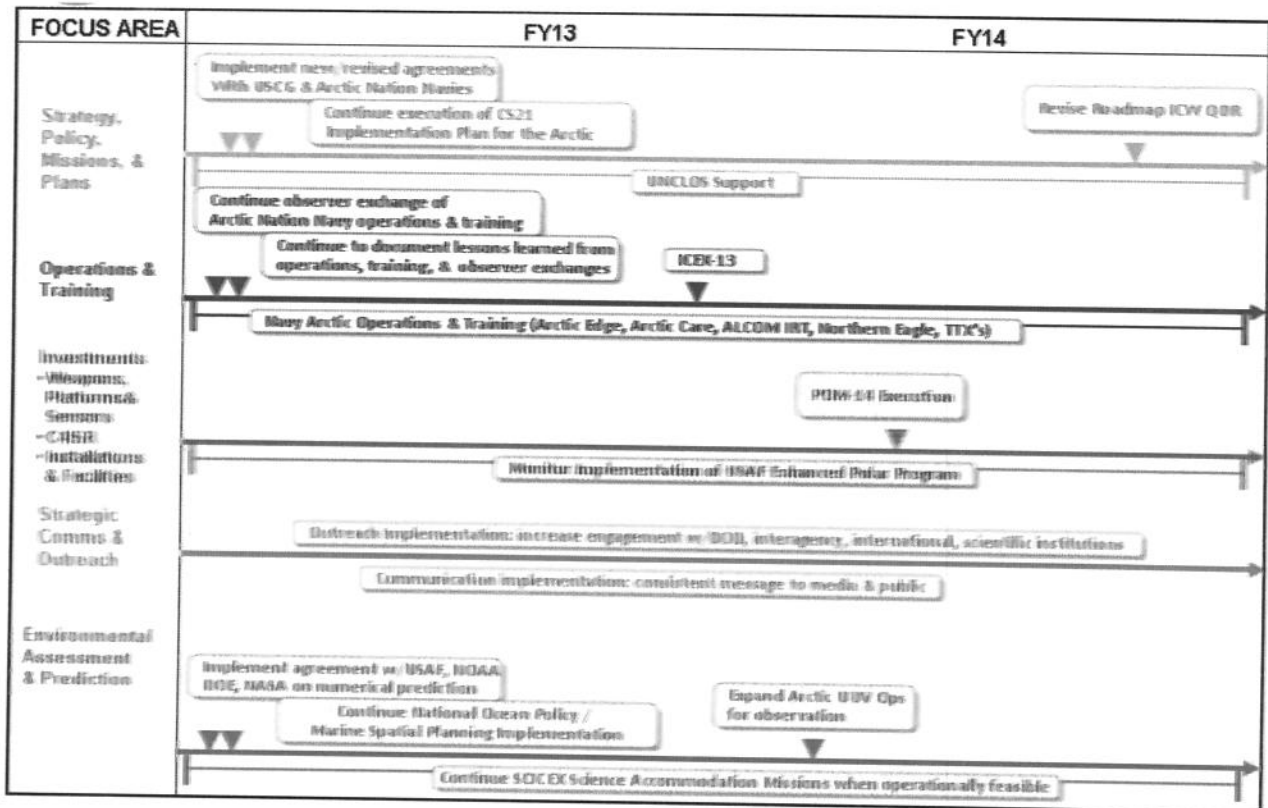 FOCUS AREA
FY13
FY14
Strategy,
Policy,
Missions, &
Plans
Implement new/revised agreements
With USCG & Arctic Nation Navies
Continue execution of CS21
Implementation Plan for the Arctic
Revise Roadmap ICW QDR
UNCLOS Support
Operations &
Training
Continue observer exchange of
Arctic Nation Navy operations & training
Continue to document lessons learned from
operations, training, & observer exchanges
ICEX-13
Navy Arctic Operations & Training (Arctic Edge, Arctic Care, ALCOM IRT, Northern Eagle, TTX's)
Investments
-Weapons,
Platforms &
Sensors
-C4ISR
-Installations
& Facilities
POM-14 Execution
Monitor implementation of USAF Enhanced Polar Program
Strategic
Comms &
Outreach
Outreach implementation: increase engagement w/DOD, interagency, international, scientific institutions
Communication implementation: consistent message to media & public
Environmental
Assessment
& Prediction
Implement agreement w/ USAF, NOAA
DOE, NASA on numerical prediction
Continue National Ocean Policy /
Marine Spatial Planning Implementation
Expand Arctic UUV Ops
for observation
Continue SCICEX Science Accommodation Missions when operationally feasible